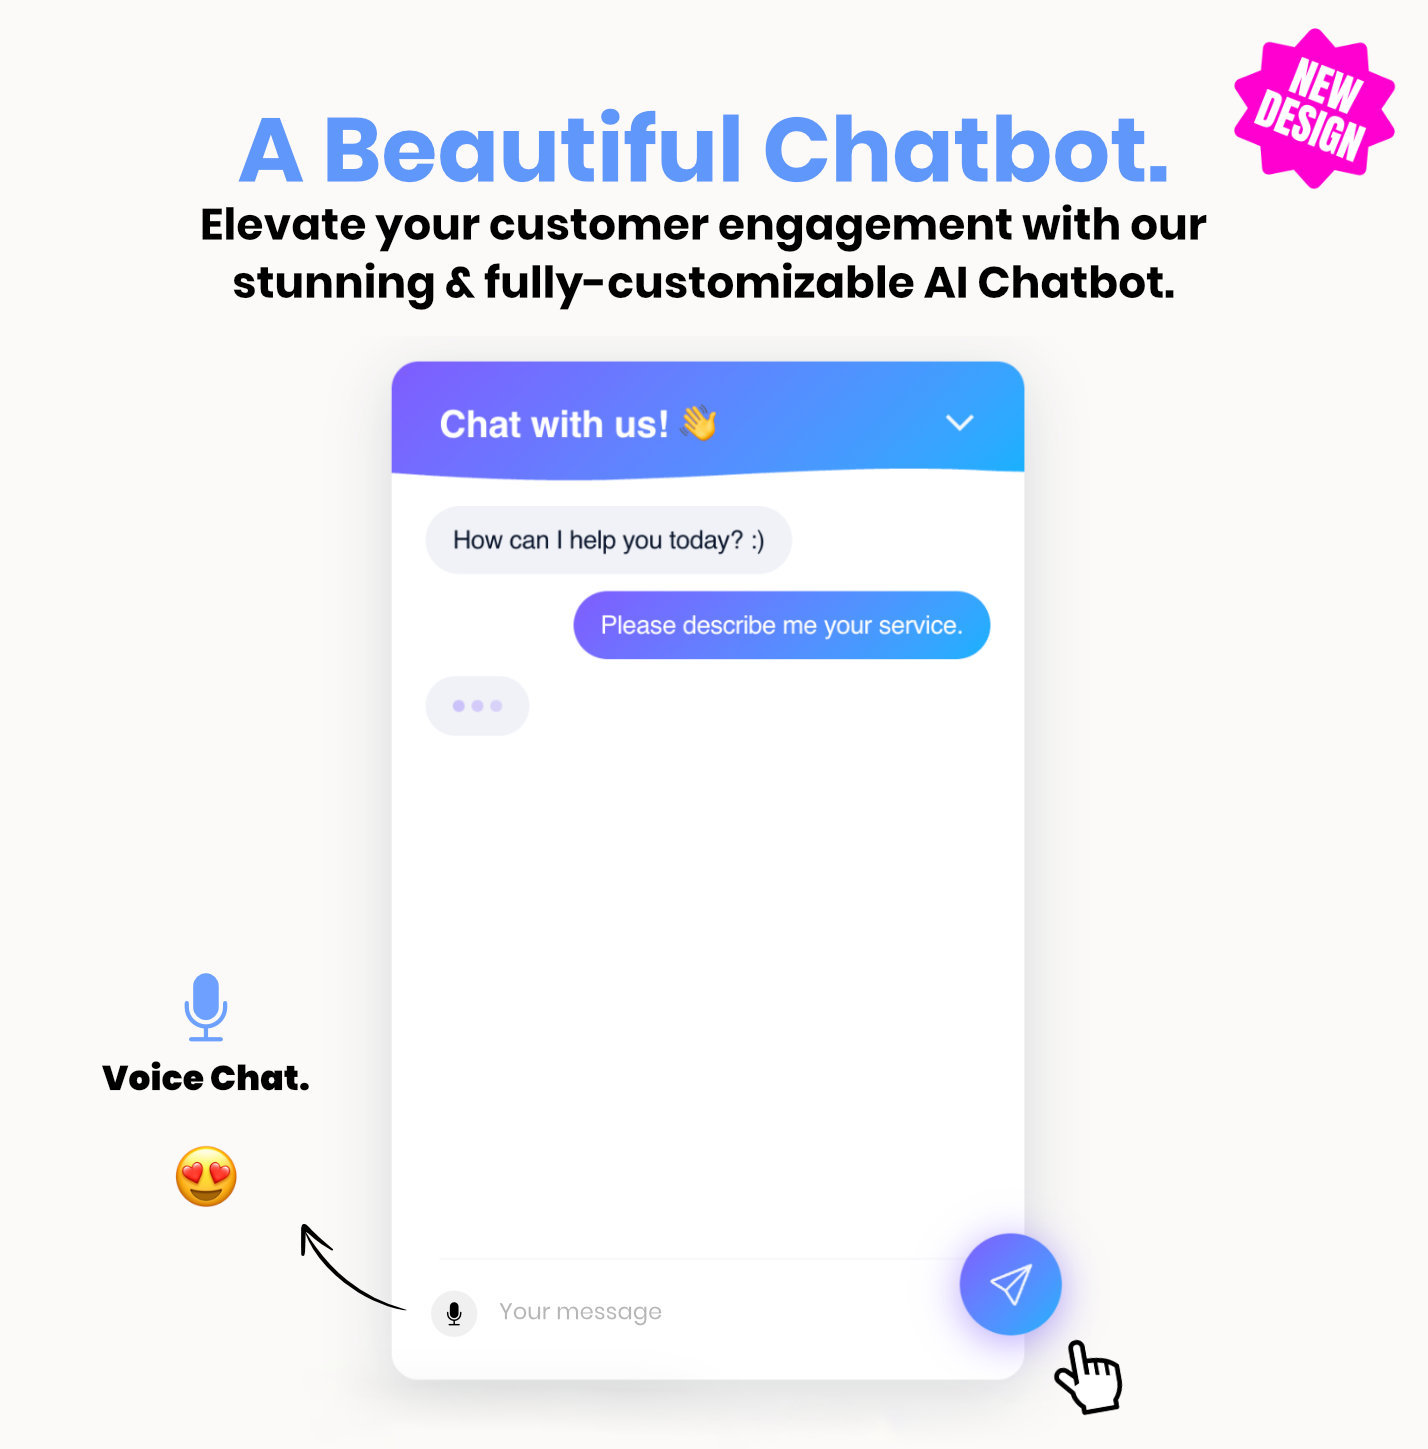 NEW
DESIGN
A Beautiful Chatbot.
Elevate your customer engagement with our
stunning & fully-customizable AI Chatbot.
Chat with us! 👋
How can I help you today? :)
Please describe me your service.
Voice Chat.
Your message